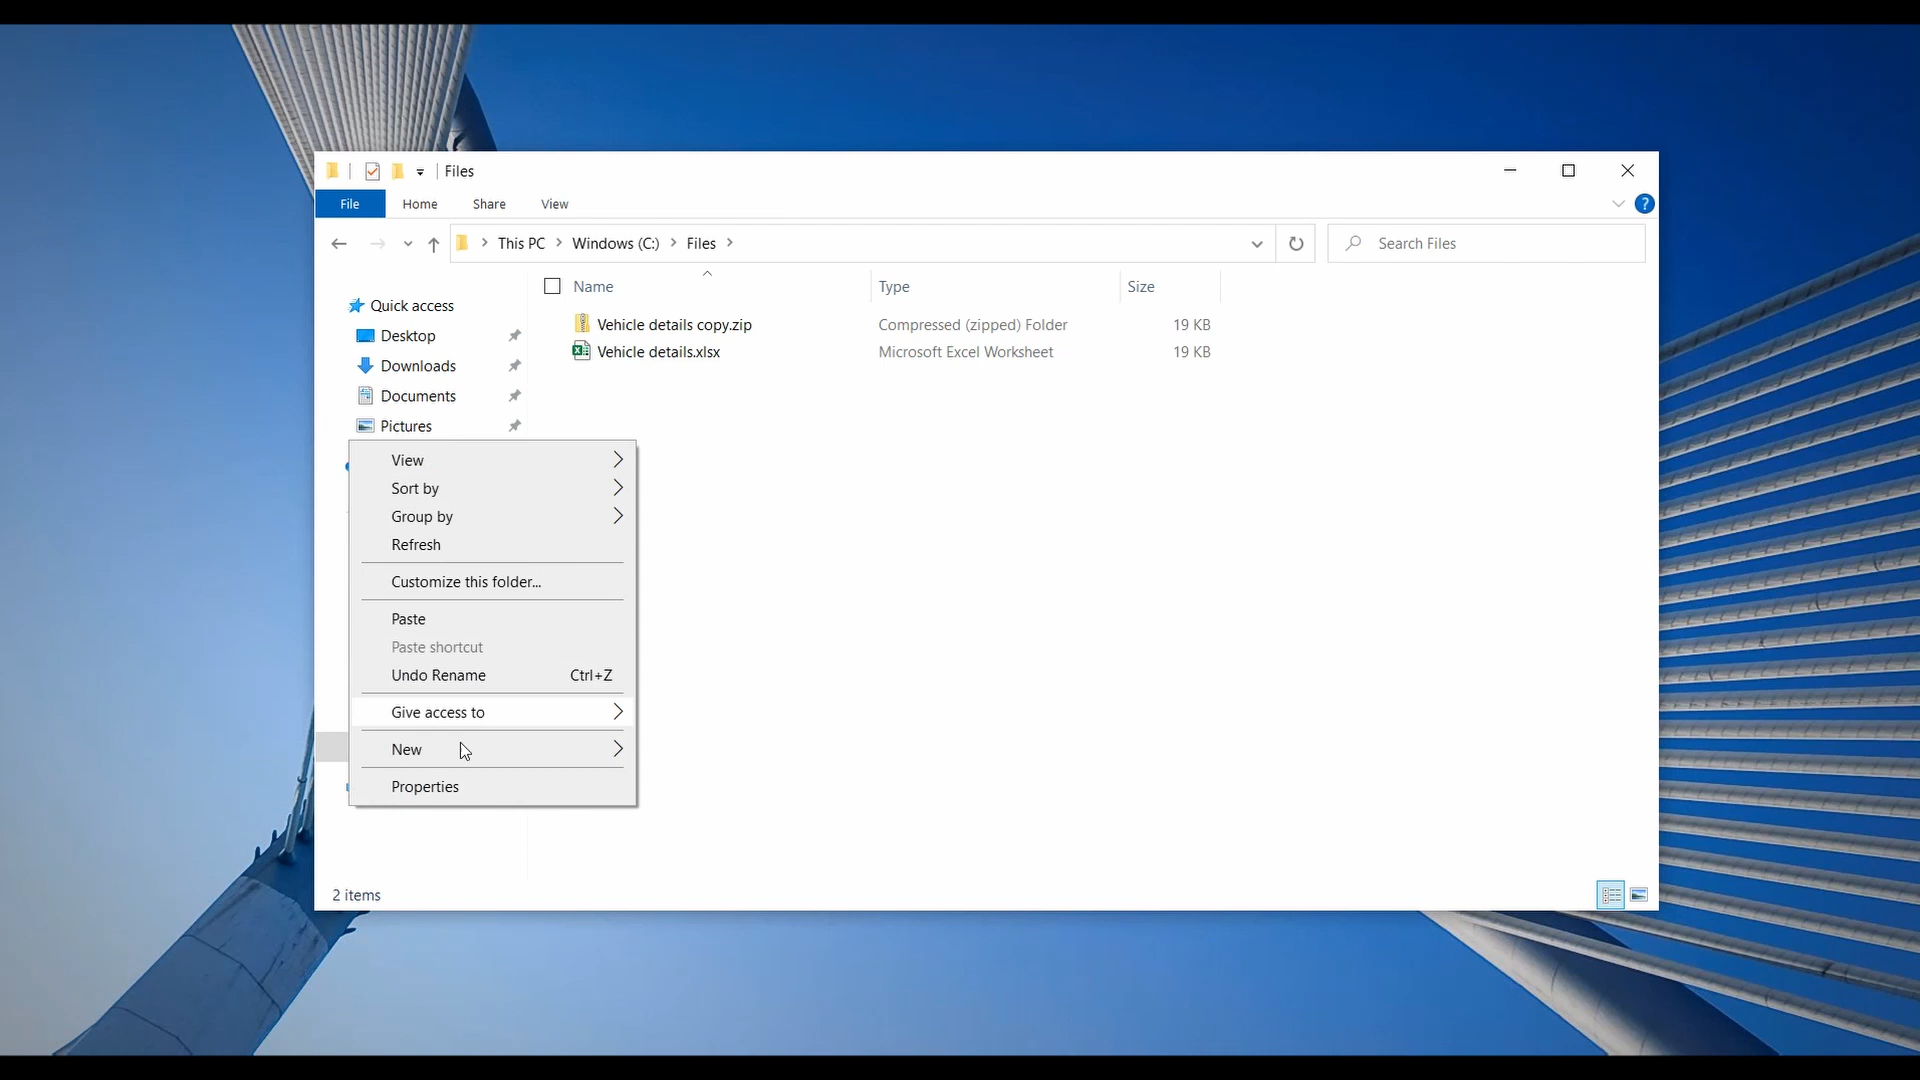 Files
File Home Share View
?
This PC Windows (C:) Files
Search Files
Name Type Size
Quick access
Desktop
Downloads
Documents
Pictures
Vehicle details copy.zip Compressed (zipped) Folder 19 KB
Vehicle details.xlsx Microsoft Excel Worksheet 19 KB
View
Sort by
Group by
Refresh
Customize this folder...
Paste
Paste shortcut
Undo Rename Ctrl+Z
Give access to
New
Properties
2 items